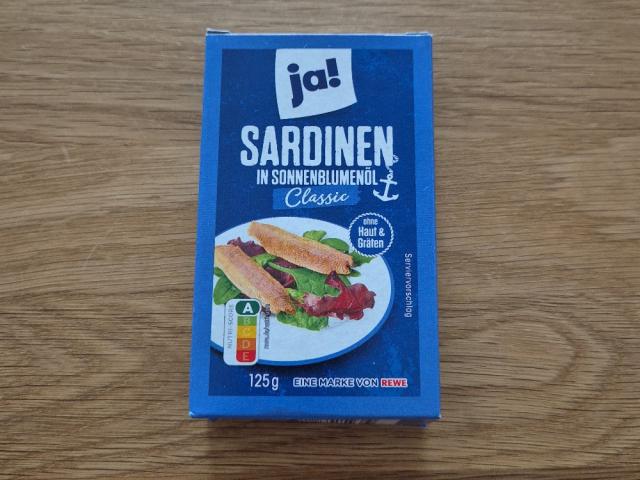 ja!
SARDINEN
IN SONNENBLUMENÖL
Classic
ohne
Haut &
Gräten
Serviervorschlag
NUTRI-SCORE
A
B
C
D
E
125g
EINE MARKE VON REWE